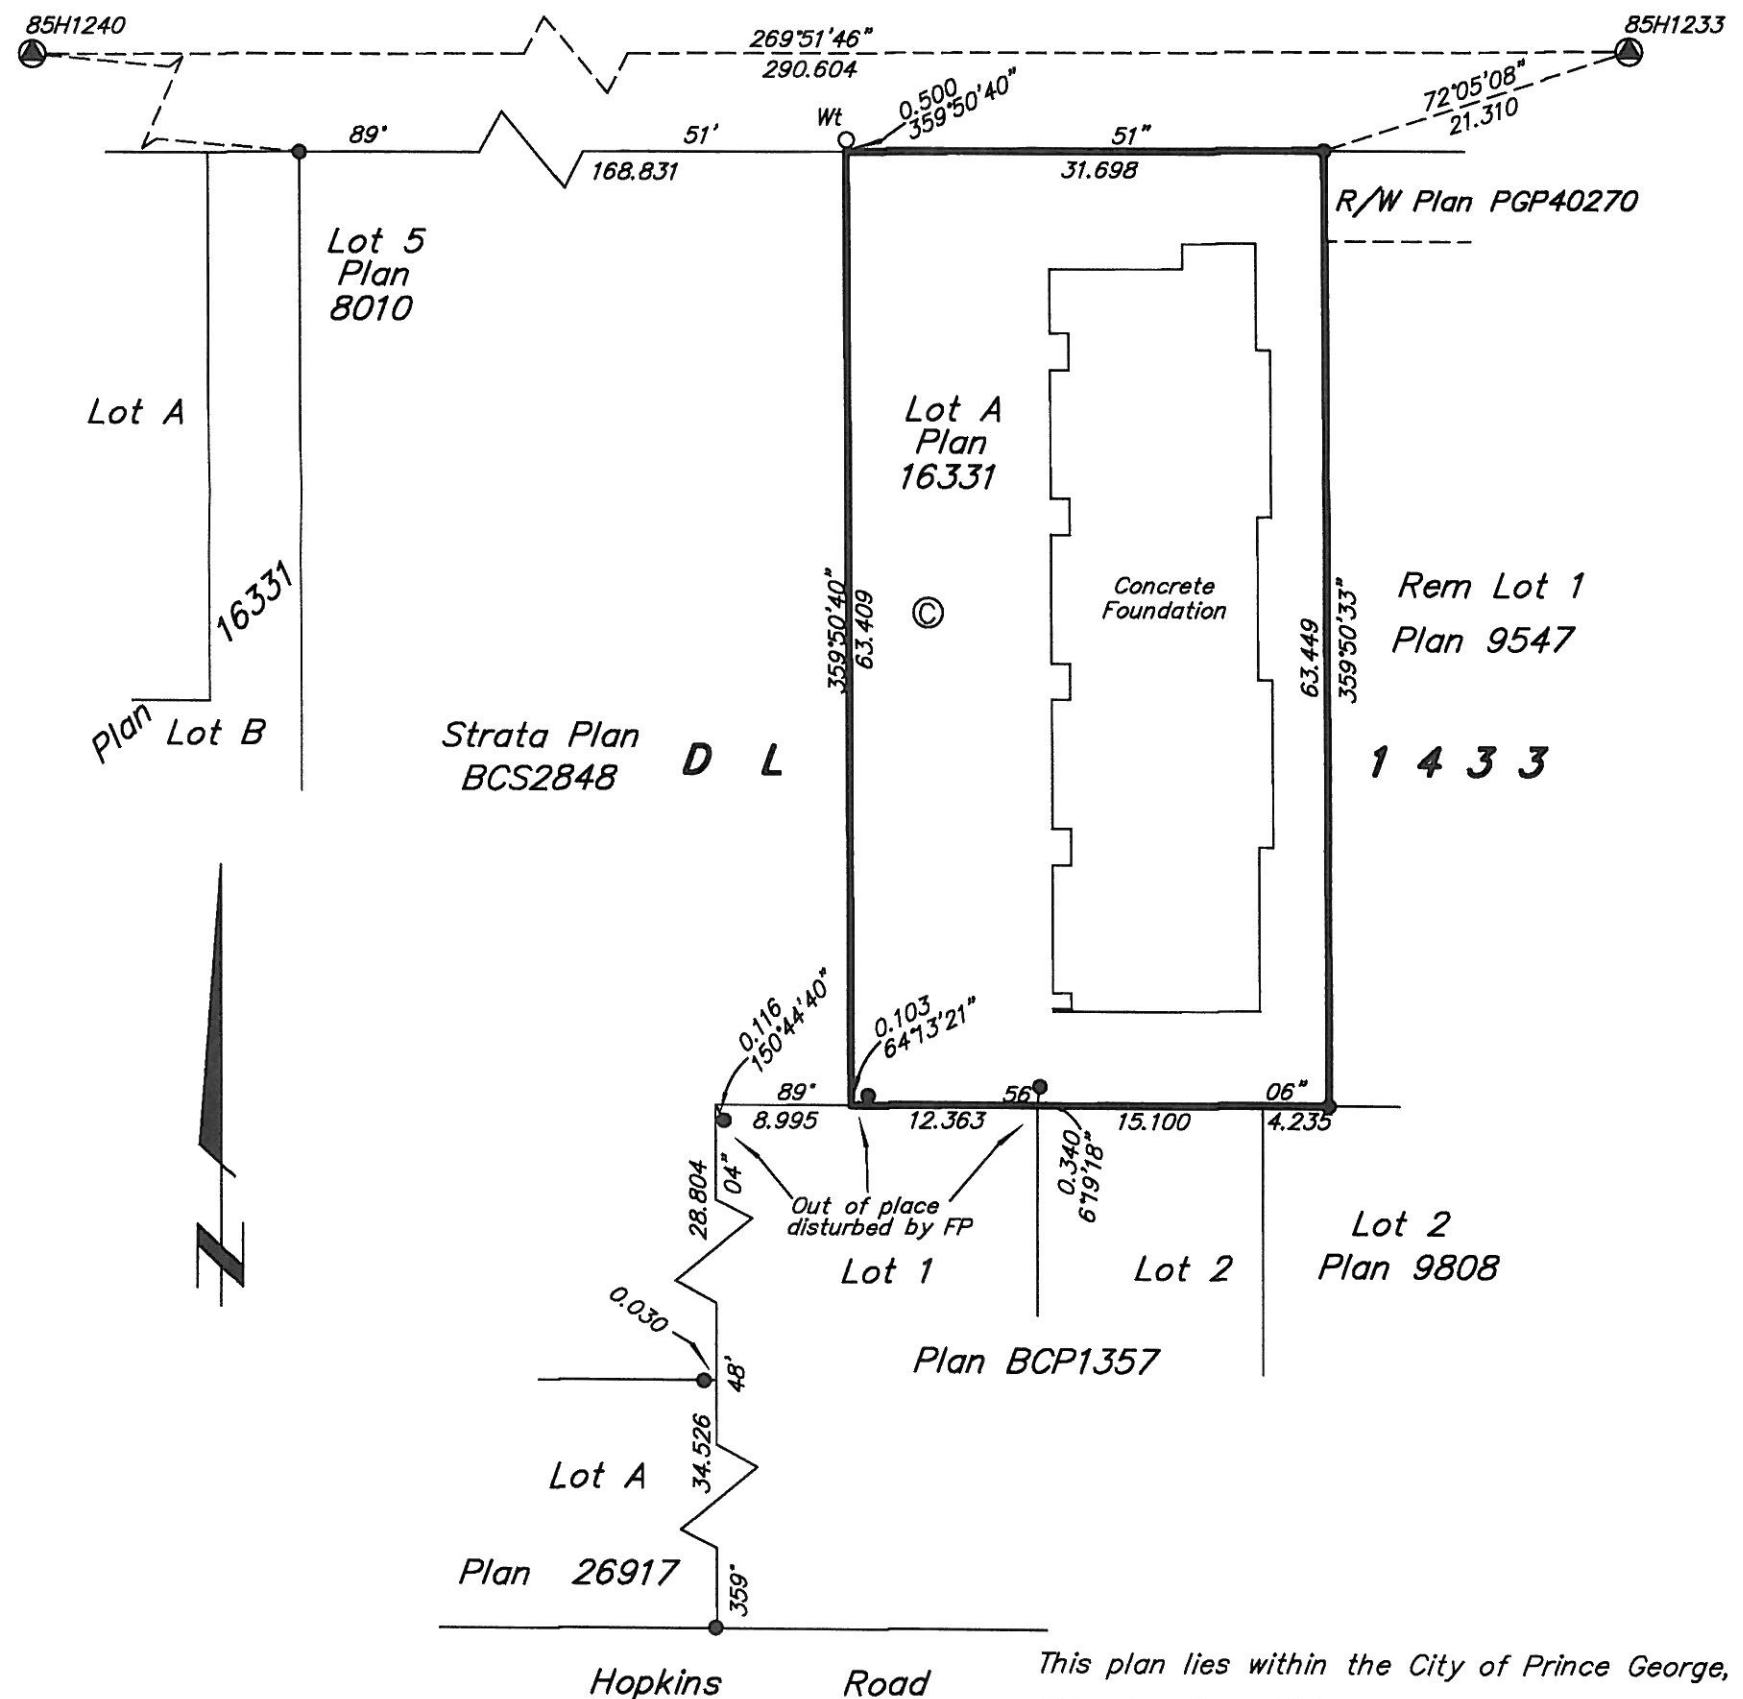 85H1240
85H1233
269°51'46"
290.604
72°05'08"
21.310
0.500
359°50'40"
Wt
89°
51'
51"
168.831
31.698
R/W Plan PGP40270
Lot 5
Plan
8010
Lot A
Lot A
Plan
16331
16331
Concrete
Foundation
359°50'40"
63.409
©
63.449
359°50'33"
Rem Lot 1
Plan 9547
Plan
Lot B
Strata Plan
BCS2848
D L
1 4 3 3
0.116
150°44'40"
0.103
64°13'21"
89°
56'
06"
8.995
12.363
15.100
4.235
28.804
04"
0.340
6°19'18"
Out of place
disturbed by FP
Lot 1
Lot 2
Lot 2
Plan 9808
0.030
48'
Plan BCP1357
34.526
Lot A
Plan 26917
359°
Hopkins Road
This plan lies within the City of Prince George,